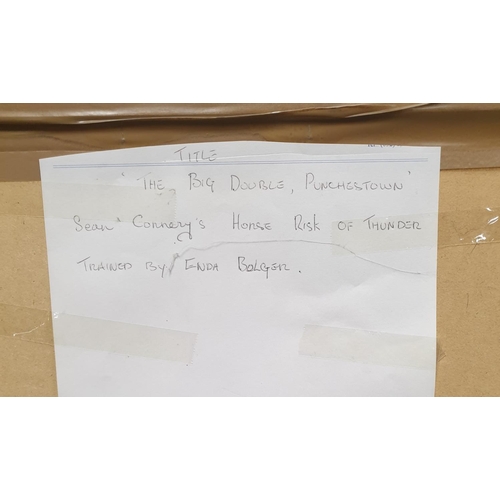 TITLE
'THE BIG DOUBLE, PUNCHESTOWN'
Sean' Connery's HORSE RISK OF THUNDER
TRAINED BY ENDA BOLGER.